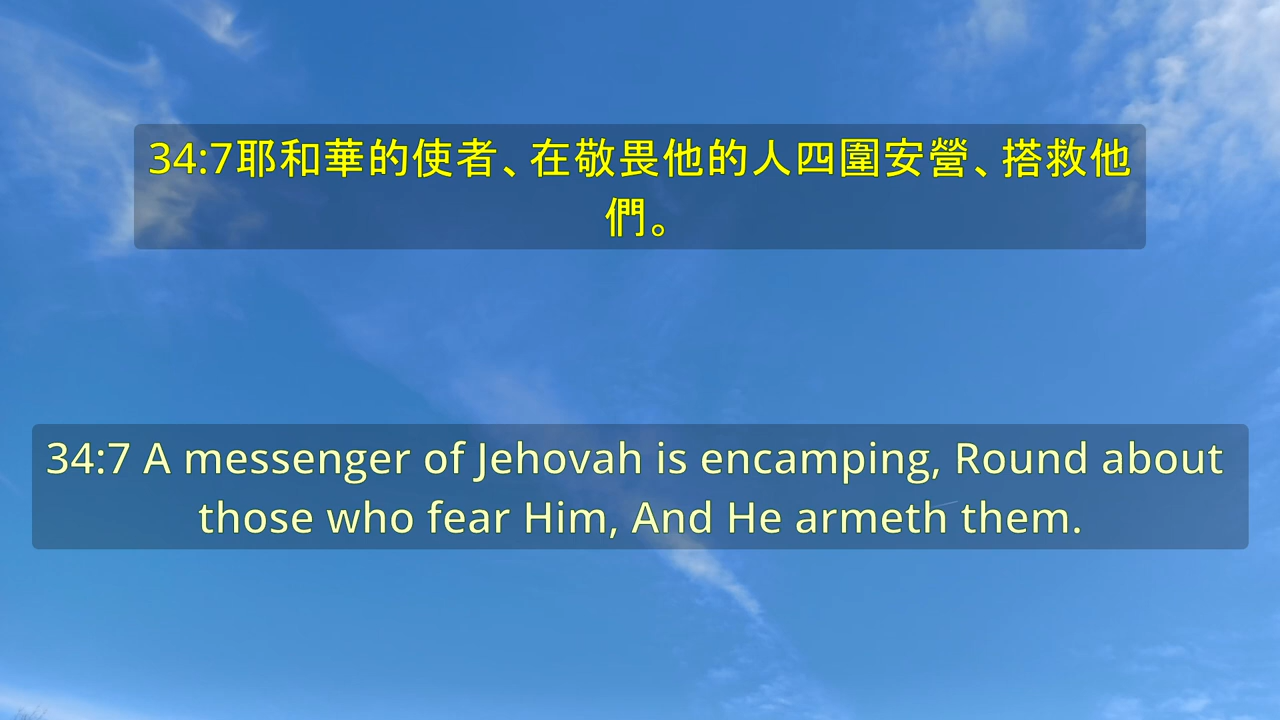 34:7耶和華的使者、在敬畏他的人四圍安營、搭救他
們。
34:7 A messenger of Jehovah is encamping, Round about
those who fear Him, And He armeth them.